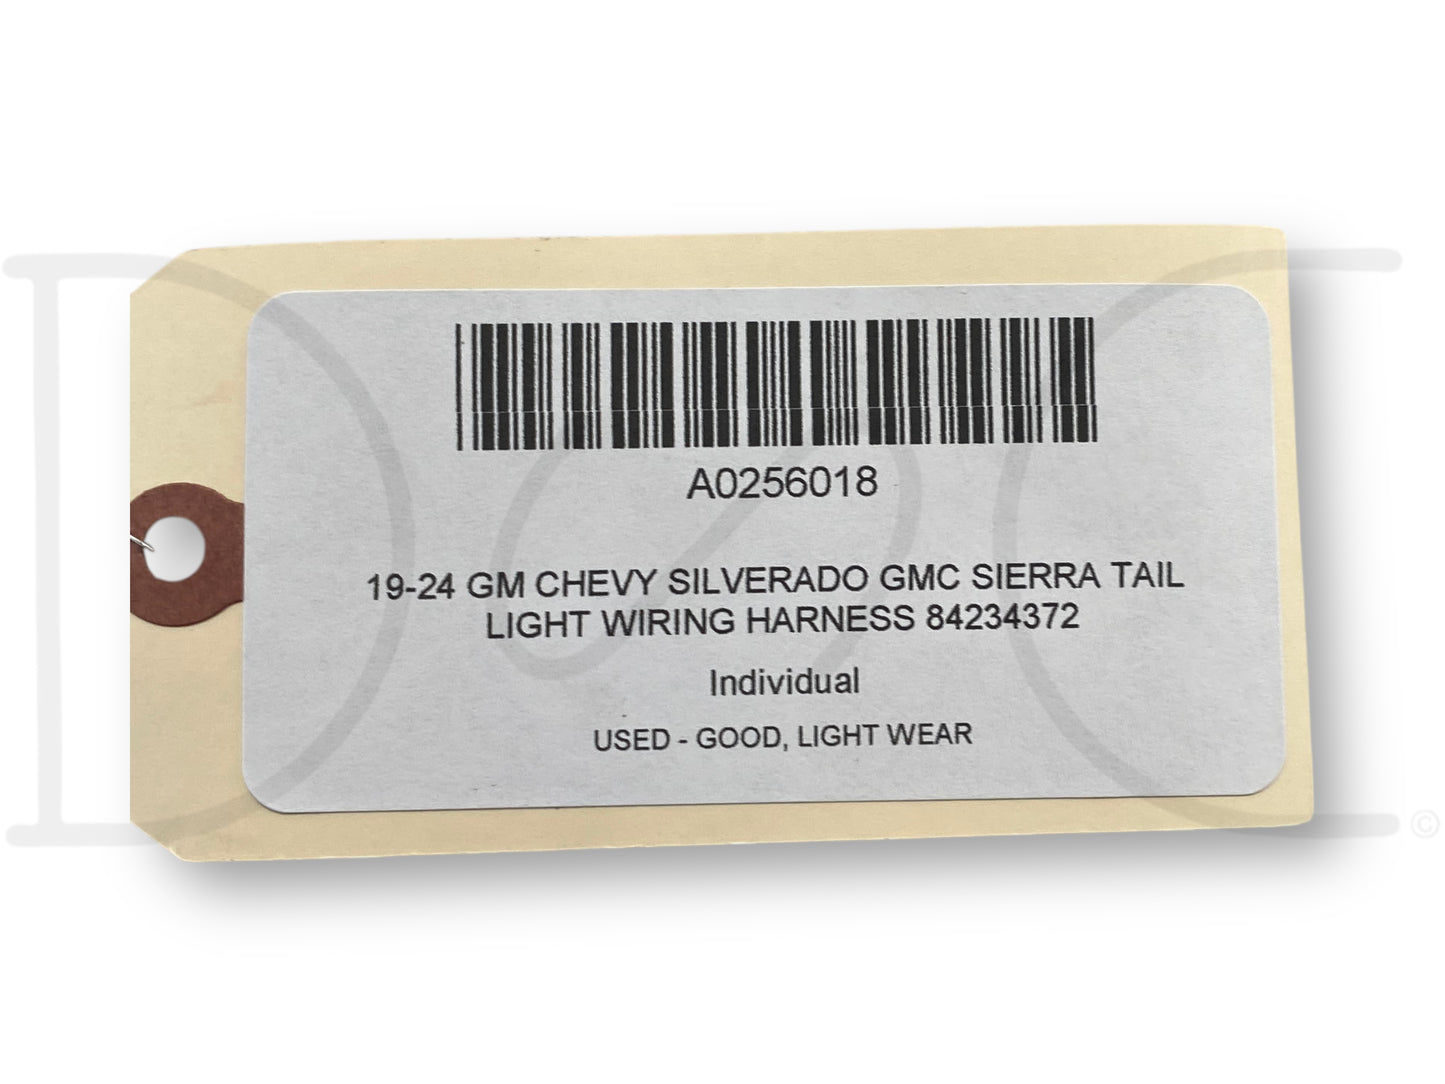 A0256018
19-24 GM CHEVY SILVERADO GMC SIERRA TAIL
LIGHT WIRING HARNESS 84234372
Individual
USED - GOOD, LIGHT WEAR
©